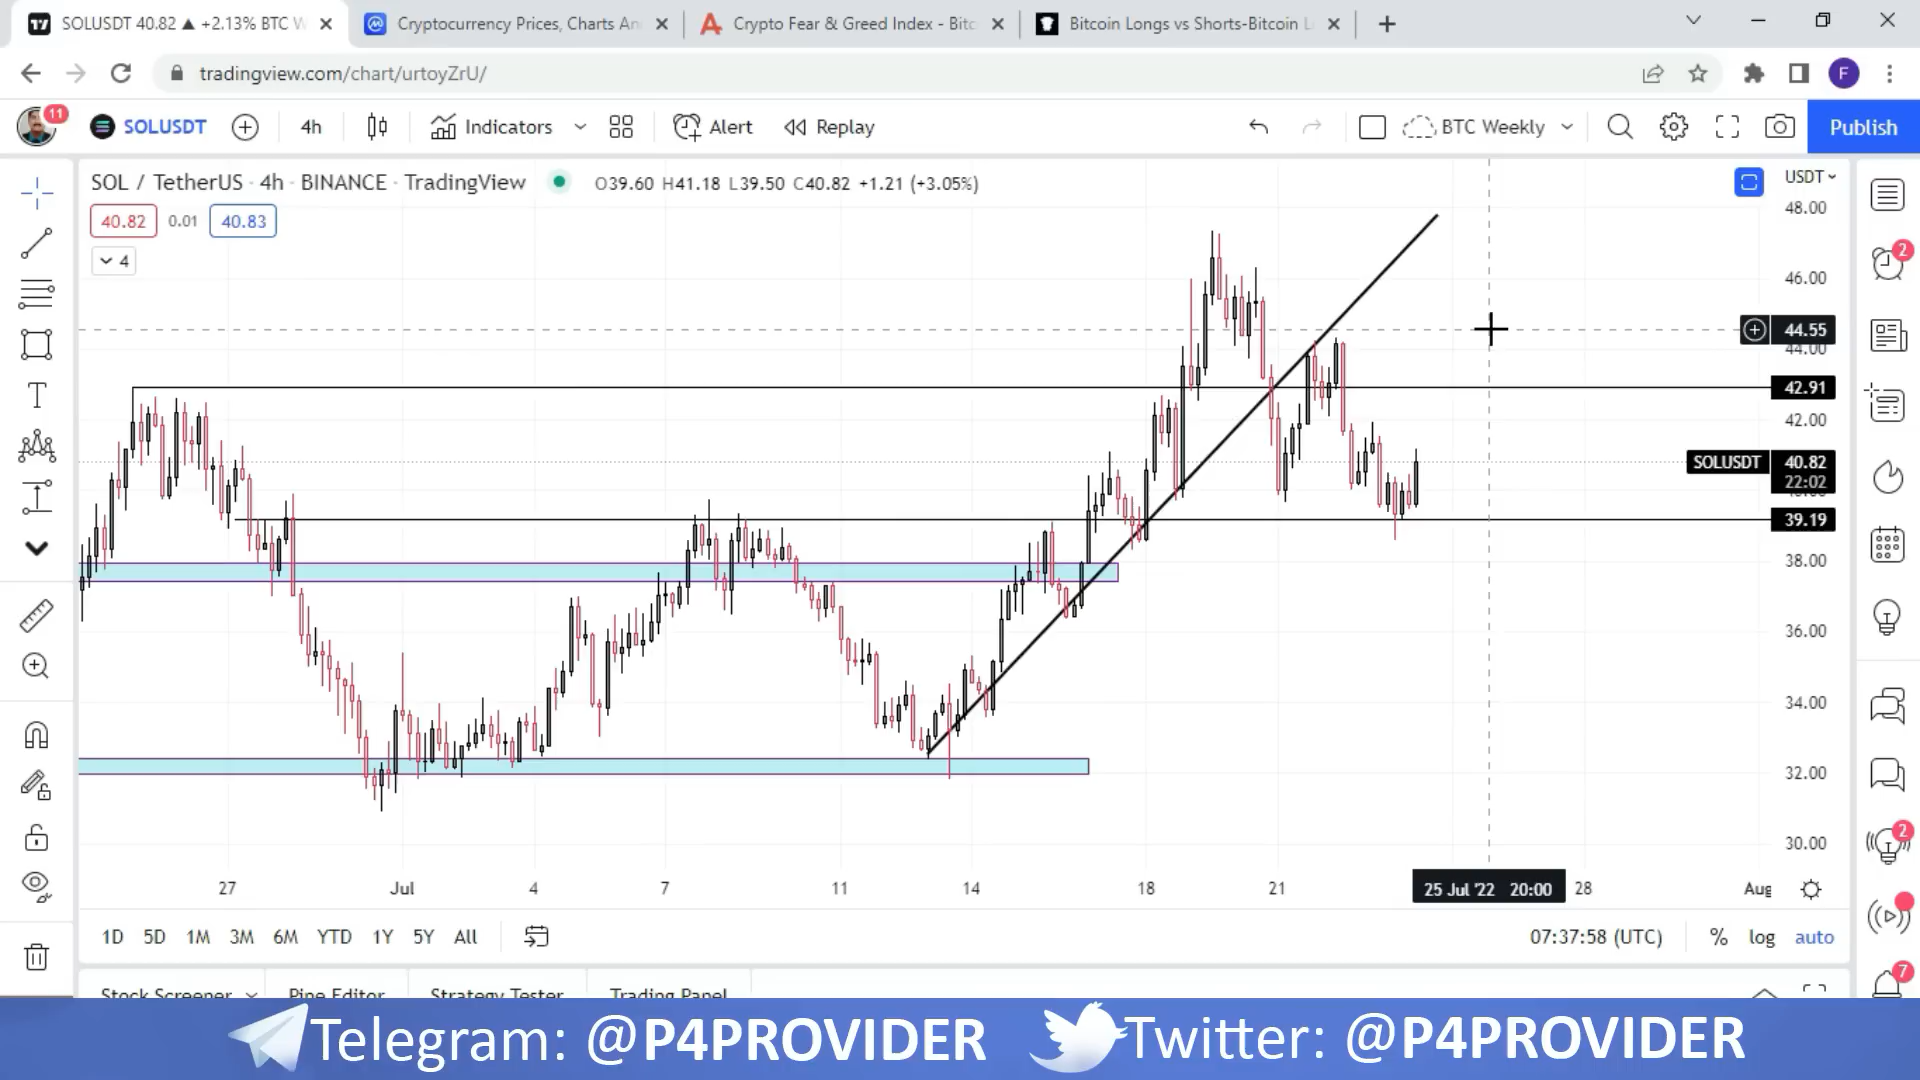 SOLUSDT 40.82 ▲ +2.13% BTC W
Cryptocurrency Prices, Charts An
Crypto Fear & Greed Index - Bitc
Bitcoin Longs vs Shorts-Bitcoin L
tradingview.com/chart/urtoyZrU/
F
11
SOLUSDT
4h
Indicators
Alert
Replay
BTC Weekly
Publish
SOL / TetherUS · 4h · BINANCE · TradingView
O39.60 H41.18 L39.50 C40.82 +1.21 (+3.05%)
USDT
40.82
0.01
40.83
4
48.00
2
46.00
44.55
44.00
42.91
42.00
SOLUSDT
40.82
22:02
39.19
38.00
36.00
34.00
32.00
30.00
2
27
Jul
4
7
11
14
18
21
25 Jul '22 20:00
28
Aug
1D
5D
1M
3M
6M
YTD
1Y
5Y
All
07:37:58 (UTC)
%
log
auto
7
Stock Screener
Pine Editor
Strategy Tester
Trading Panel
Telegram: @P4PROVIDER
Twitter: @P4PROVIDER